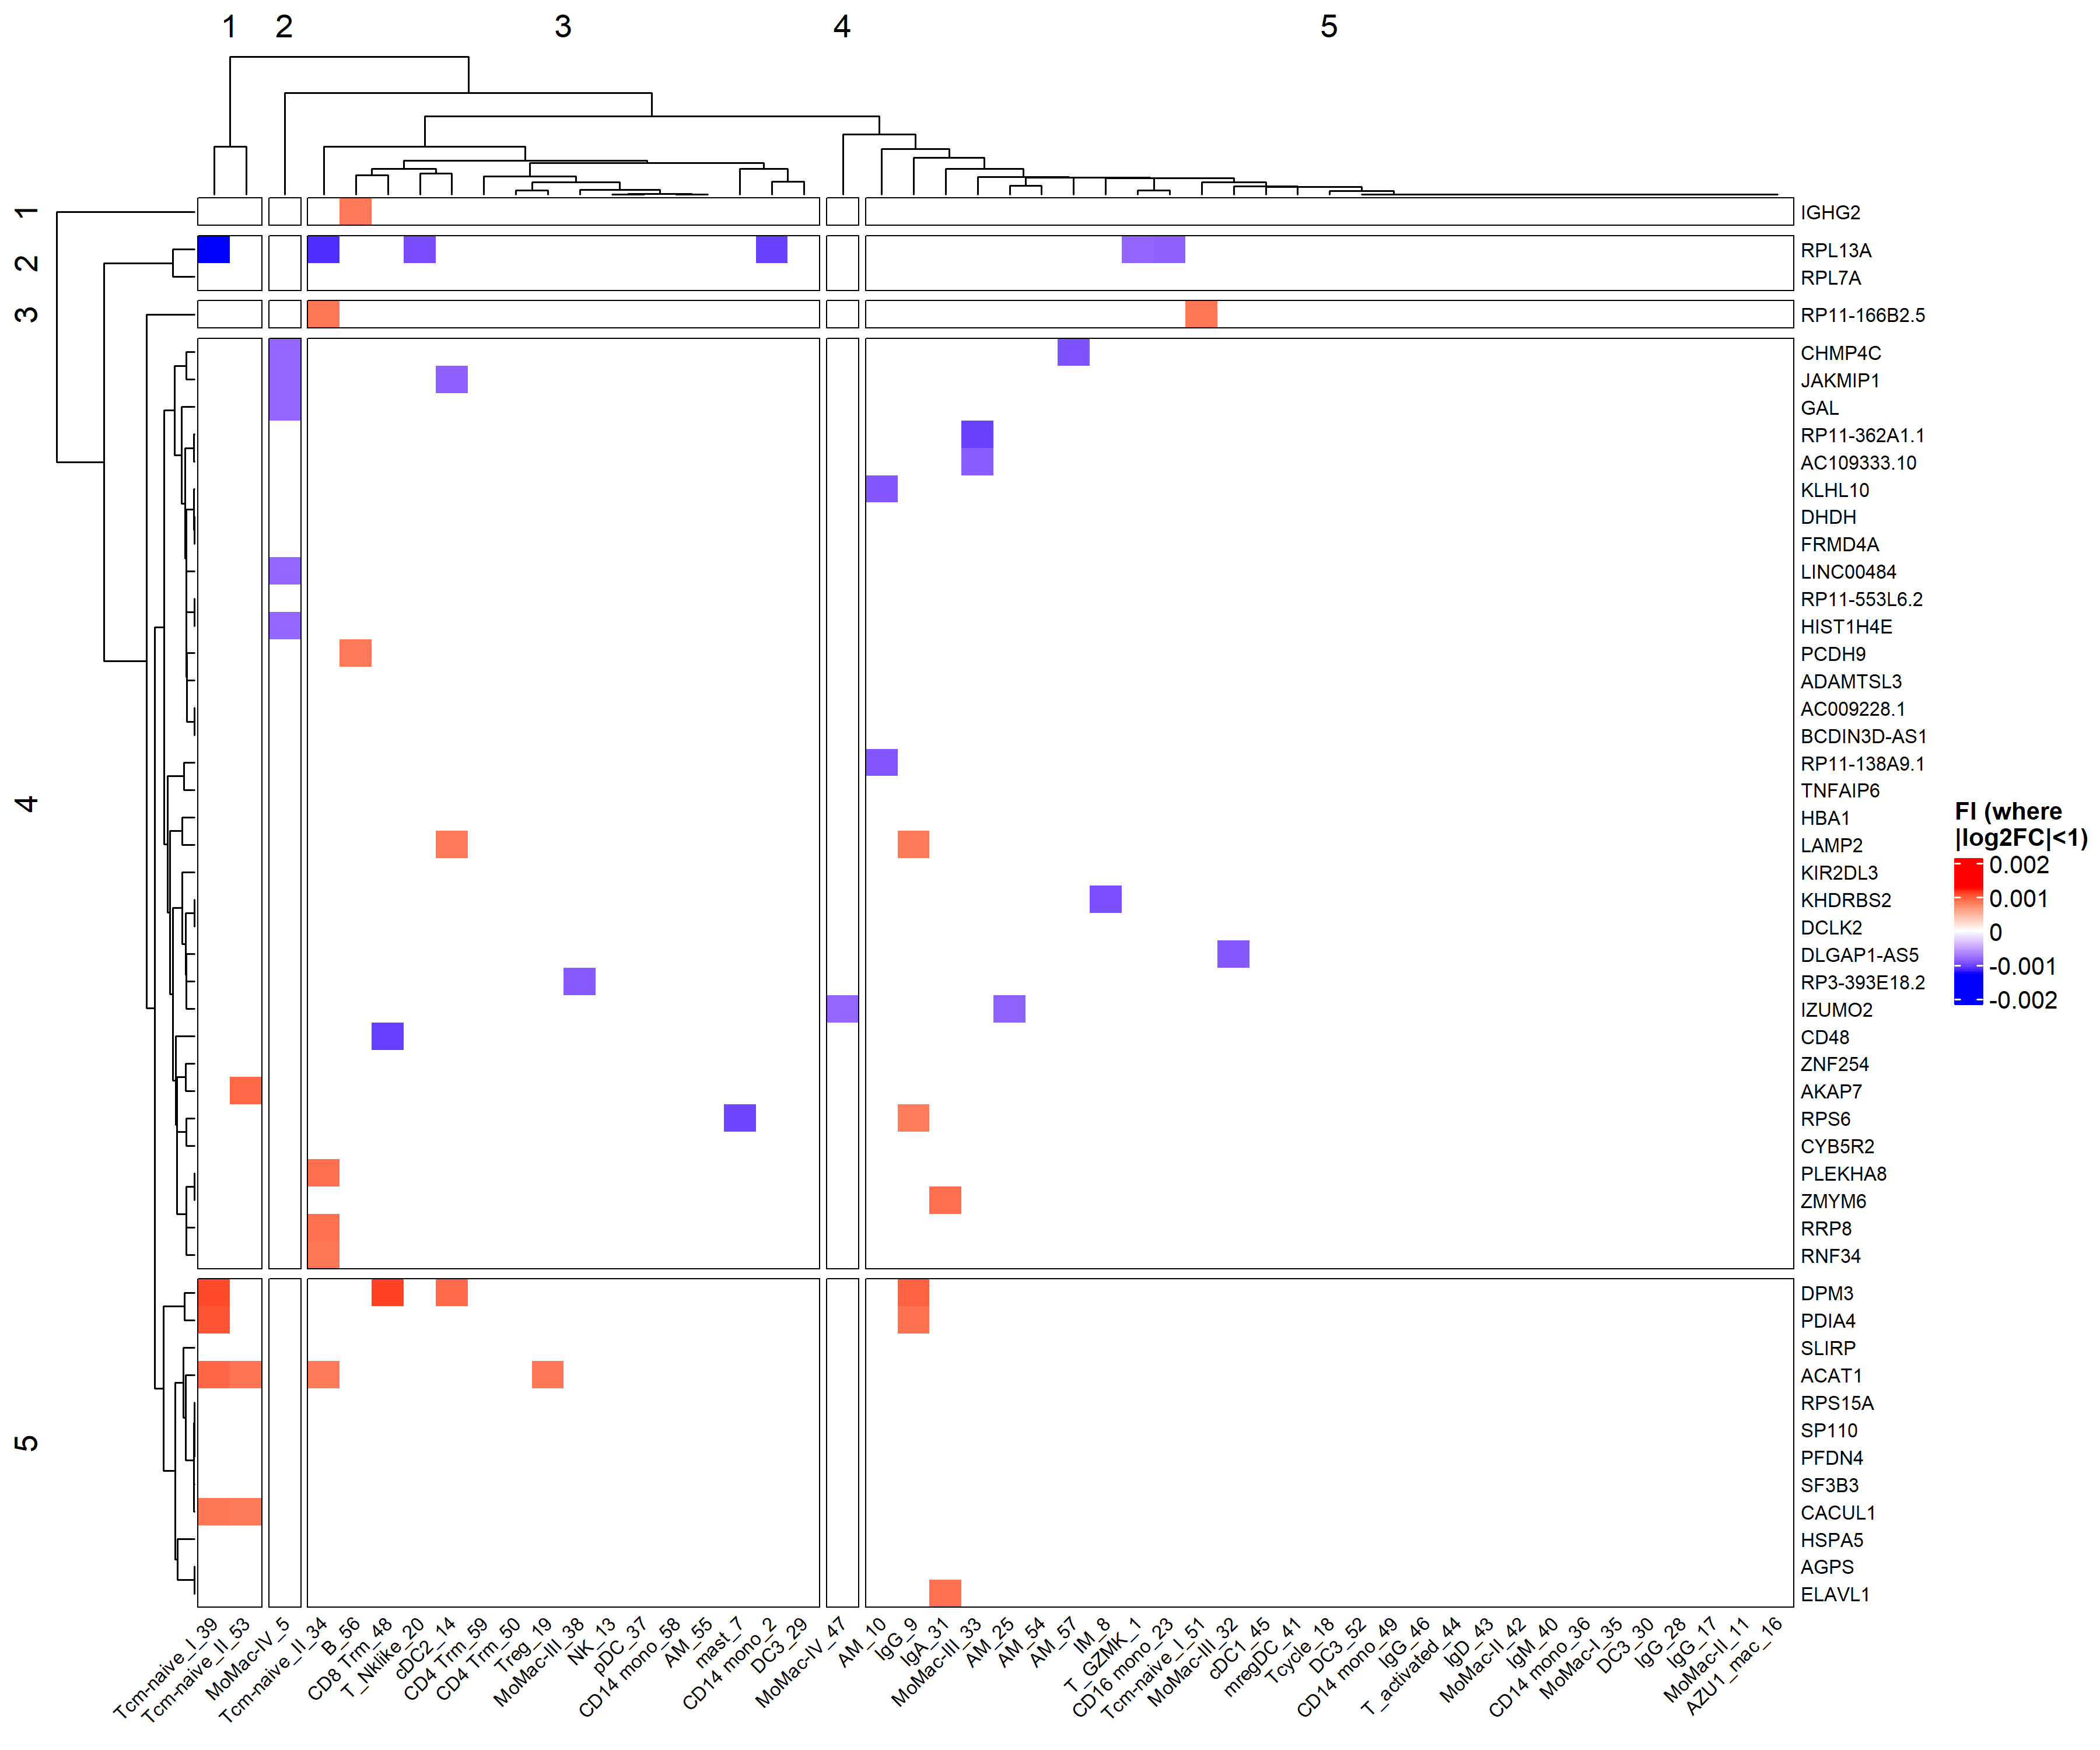 1 2 3 4 5
1
2
3
4
5
IGHG2
RPL13A
RPL7A
RP11-166B2.5
CHMP4C
JAKMIP1
GAL
RP11-362A1.1
AC109333.10
KLHL10
DHDH
FRMD4A
LINC00484
RP11-553L6.2
HIST1H4E
PCDH9
ADAMTSL3
AC009228.1
BCDIN3D-AS1
RP11-138A9.1
TNFAIP6
HBA1
LAMP2
KIR2DL3
KHDRBS2
DCLK2
DLGAP1-AS5
RP3-393E18.2
IZUMO2
CD48
ZNF254
AKAP7
RPS6
CYB5R2
PLEKHA8
ZMYM6
RRP8
RNF34
DPM3
PDIA4
SLIRP
ACAT1
RPS15A
SP110
PFDN4
SF3B3
CACUL1
HSPA5
AGPS
ELAVL1
FI (where
|log2FC|<1)
0.002
0.001
0
-0.001
-0.002
Tcm-naive_I_39
Tcm-naive_II_53
MoMac-IV_5
Tcm-naive_II_34
B_56
CD8 Trm_48
T_Nklike_20
cDC2_14
CD4 Trm_59
CD4 Trm_50
Treg_19
MoMac-III_38
NK_13
pDC_37
CD14 mono_58
AM_55
mast_7
CD14 mono_2
DC3_29
MoMac-IV_47
AM_10
IgG_9
IgA_31
MoMac-III_33
AM_25
AM_54
AM_57
IM_8
T_GZMK_1
CD16 mono_23
Tcm-naive_I_51
MoMac-III_32
cDC1_45
mregDC_41
Tcycle_18
DC3_52
CD14 mono_49
IgG_46
T_activated_44
IgD_43
MoMac-II_42
IgM_40
CD14 mono_36
MoMac-I_35
DC3_30
IgG_28
IgG_17
MoMac-II_11
AZU1_mac_16